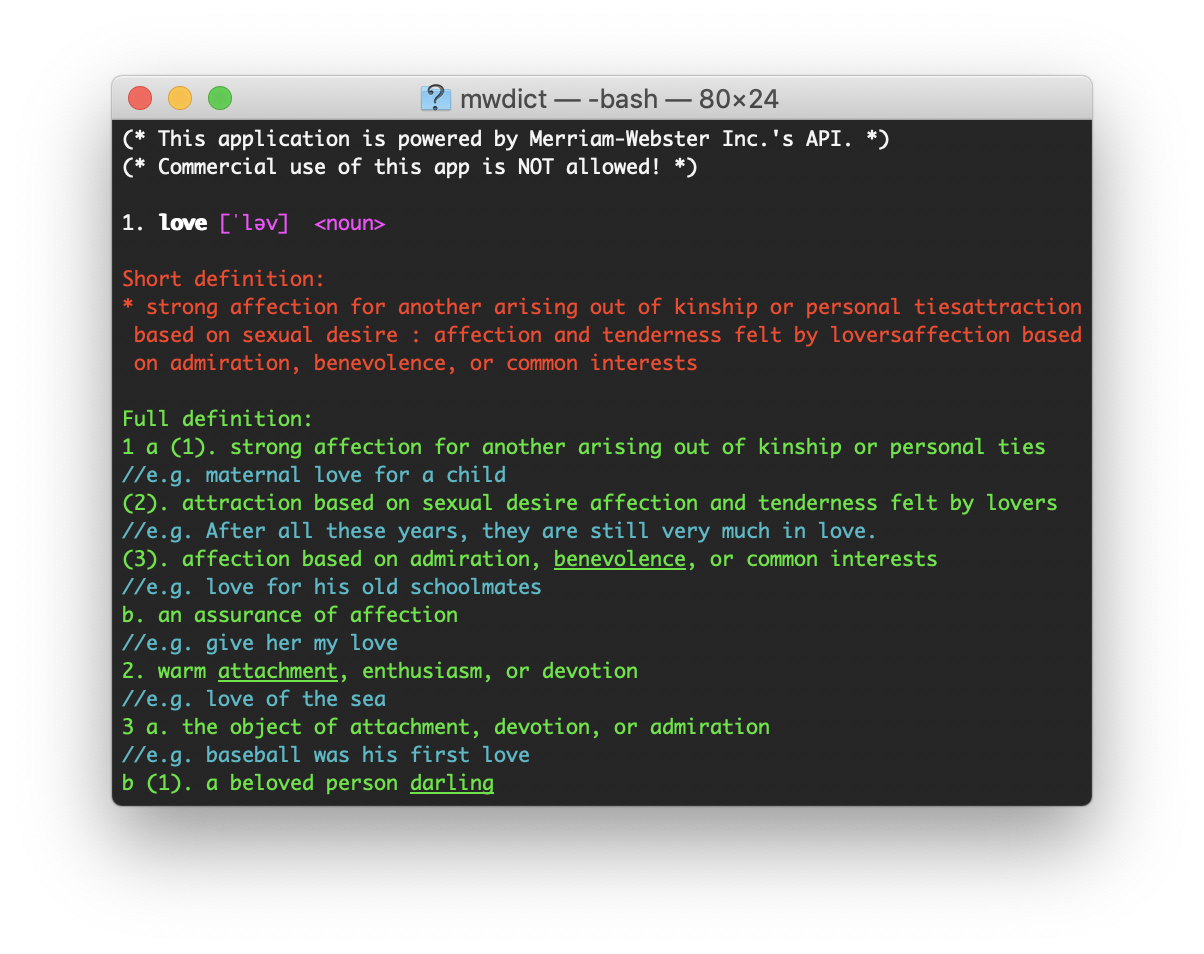 mwdict — -bash — 80×24
(* This application is powered by Merriam-Webster Inc.'s API. *)
(* Commercial use of this app is NOT allowed! *)
1. love [ˈləv] <noun>
Short definition:
* strong affection for another arising out of kinship or personal tiesattraction
based on sexual desire : affection and tenderness felt by loversaffection based
on admiration, benevolence, or common interests
Full definition:
1 a (1). strong affection for another arising out of kinship or personal ties
//e.g. maternal love for a child
(2). attraction based on sexual desire affection and tenderness felt by lovers
//e.g. After all these years, they are still very much in love.
(3). affection based on admiration, benevolence, or common interests
//e.g. love for his old schoolmates
b. an assurance of affection
//e.g. give her my love
2. warm attachment, enthusiasm, or devotion
//e.g. love of the sea
3 a. the object of attachment, devotion, or admiration
//e.g. baseball was his first love
b (1). a beloved person darling